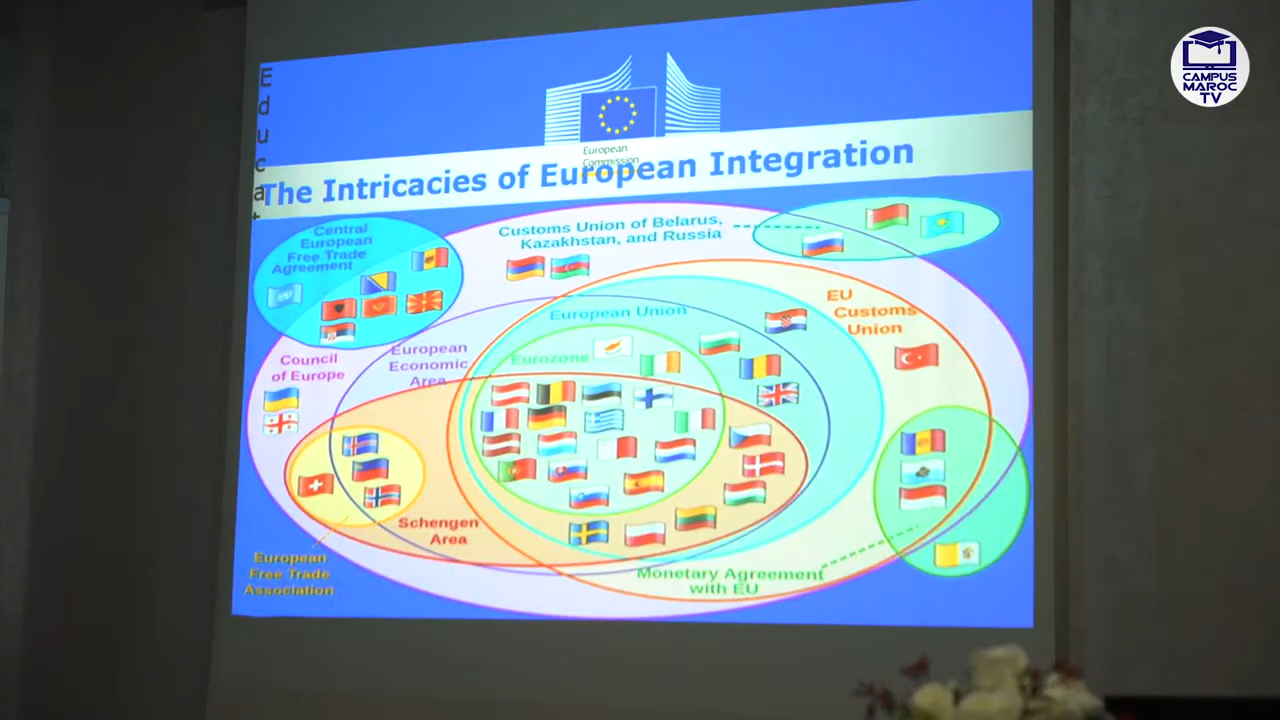 CAMPUS
MAROC
TV
Educat
European
Commission
The Intricacies of European Integration
Central
European
Free Trade
Agreement
Customs Union of Belarus,
Kazakhstan, and Russia
European Union
EU
Customs
Union
Eurozone
European
Economic
Area
Council
of Europe
Schengen
Area
European
Free Trade
Association
Monetary Agreement
with EU